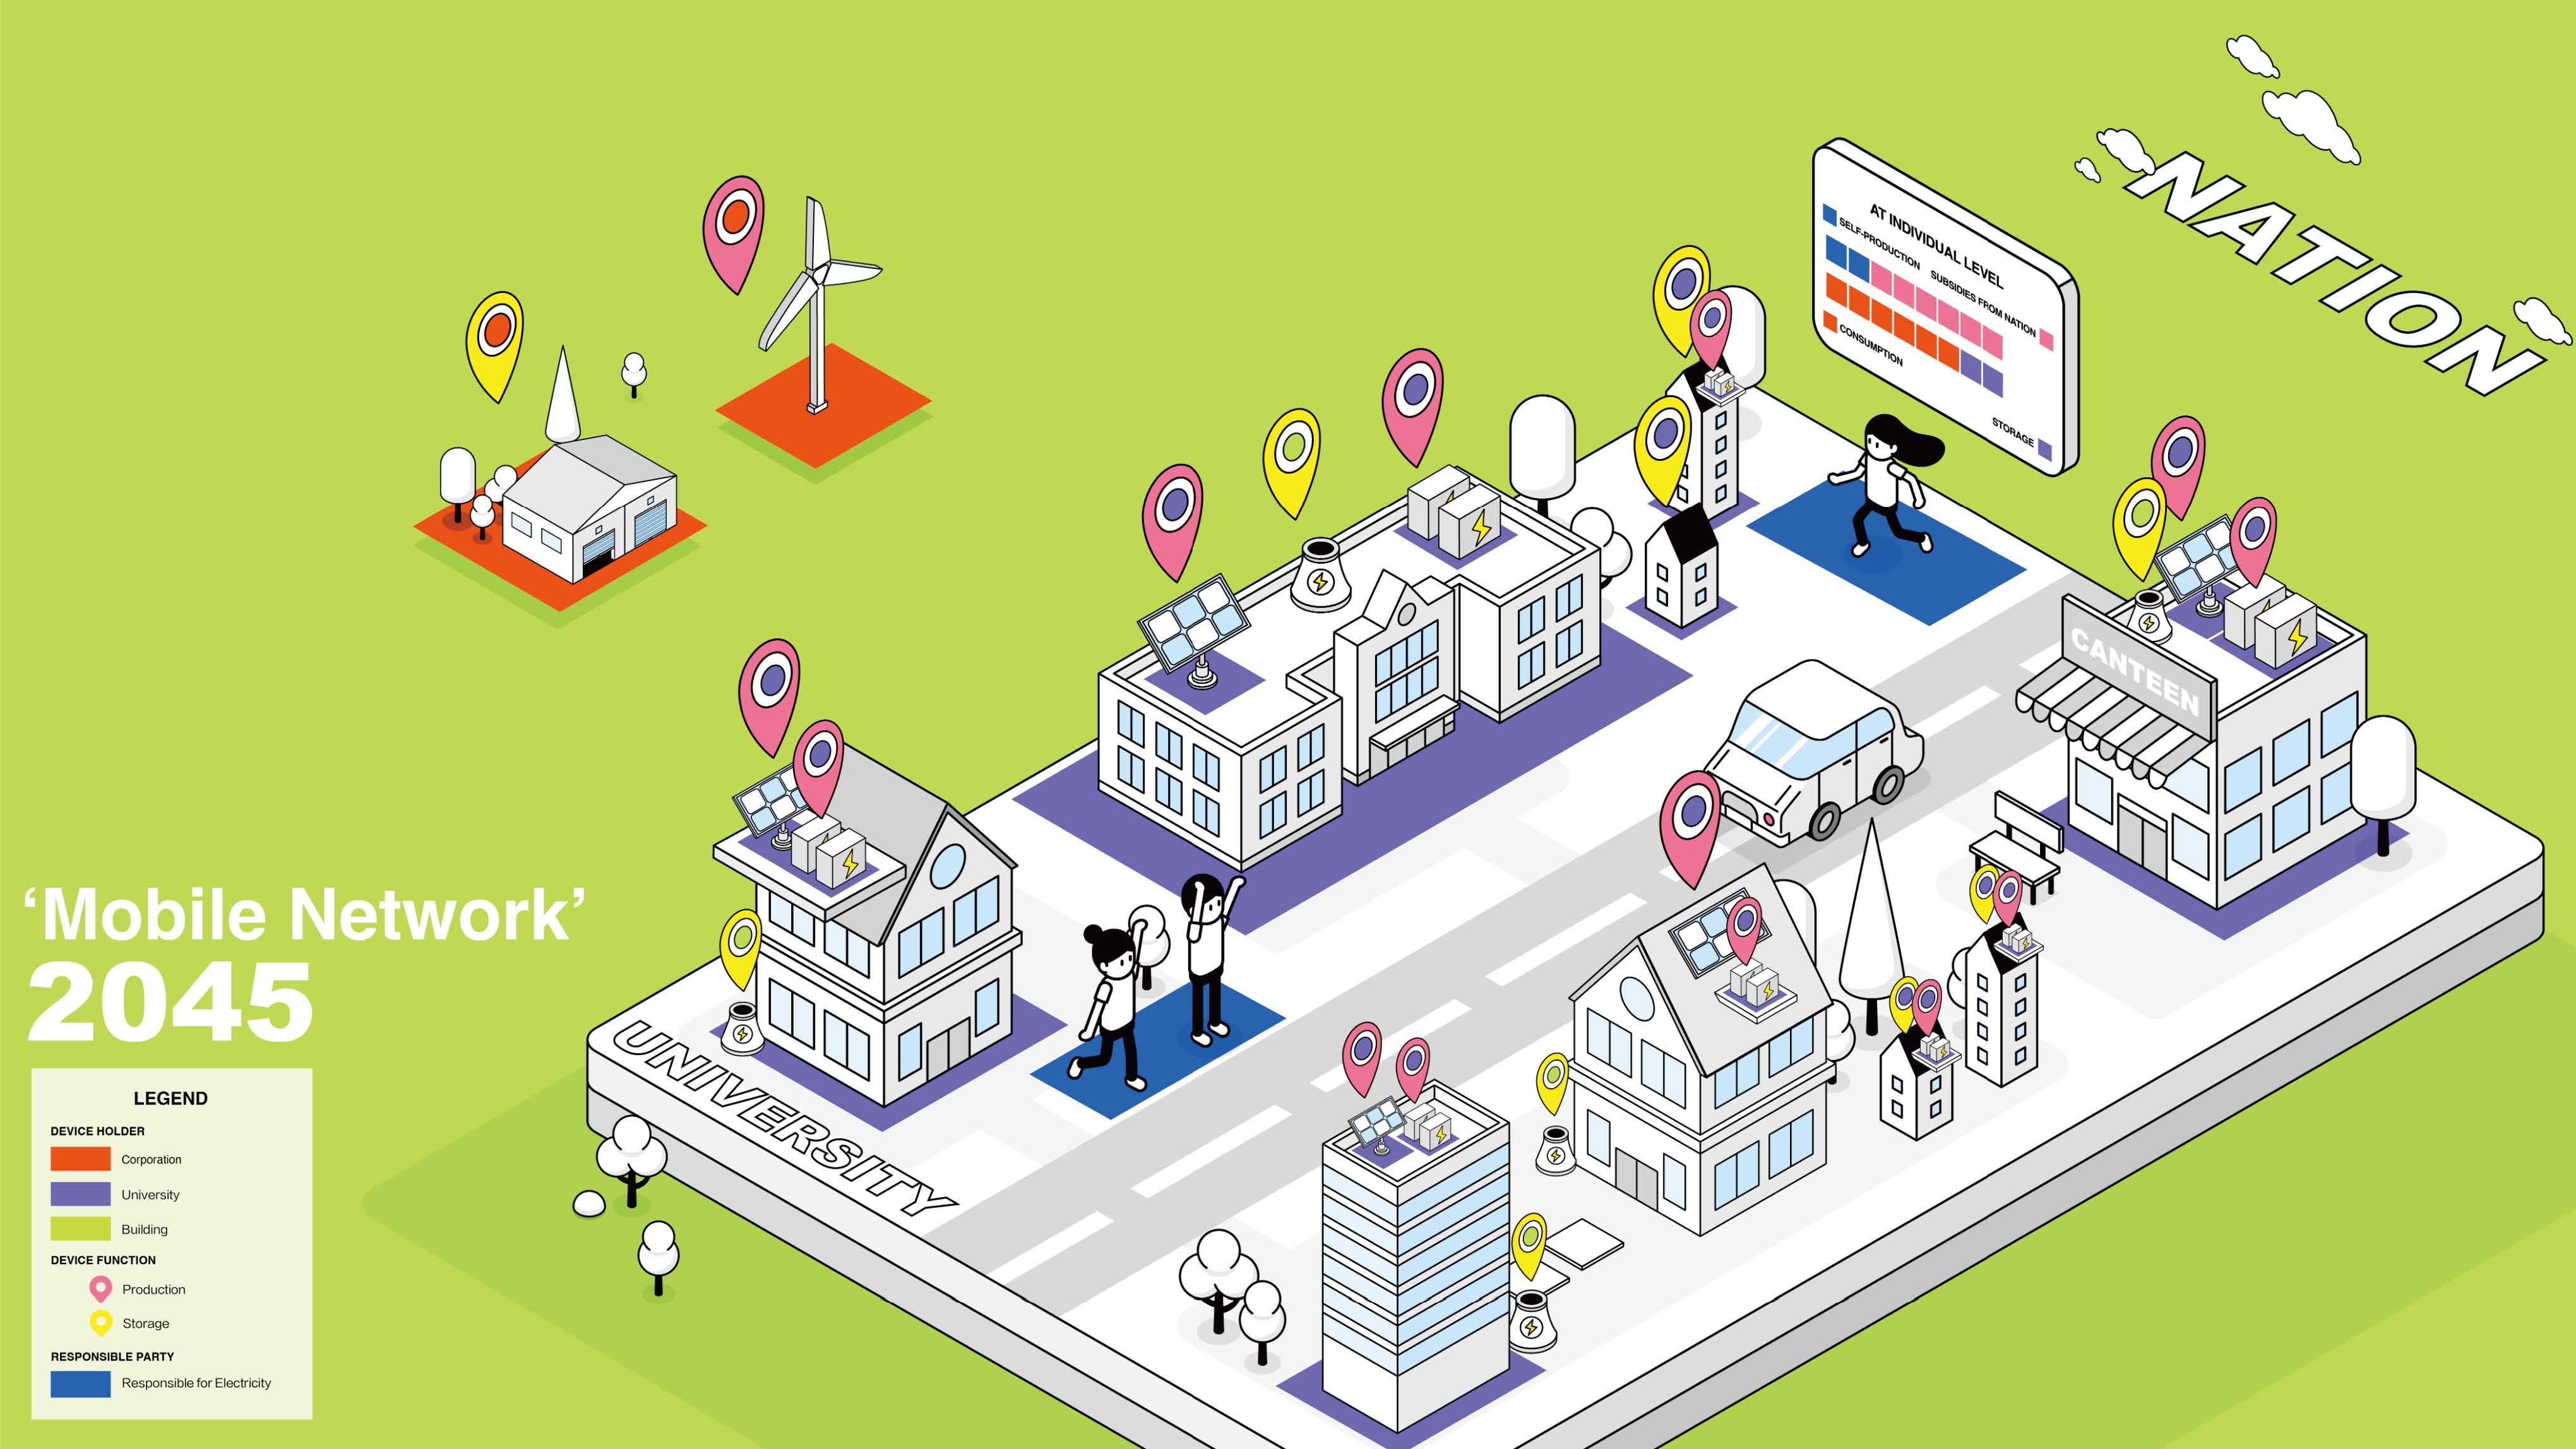 NATION
AT INDIVIDUAL LEVEL
SELF-PRODUCTION
SUBSIDIES FROM NATION
CONSUMPTION
STORAGE
CANTEEN
UNIVERSITY
‘Mobile Network’
2045
LEGEND
DEVICE HOLDER
Corporation
University
Building
DEVICE FUNCTION
Production
Storage
RESPONSIBLE PARTY
Responsible for Electricity